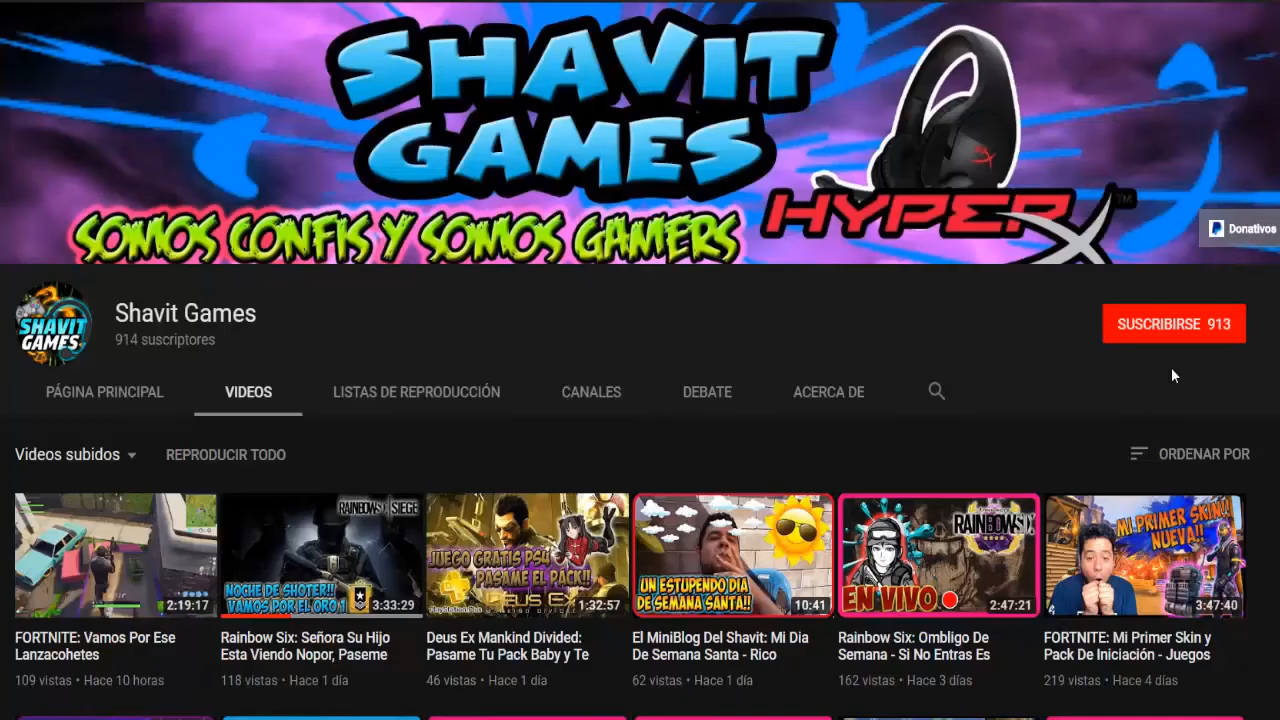 SHAVIT
GAMES
SOMOS CONFIS Y SOMOS GAMERS
HYPERX
TM
Donativos
SHAVIT
GAMES
Shavit Games
914 suscriptores
SUSCRIBIRSE 913
PÁGINA PRINCIPAL
VIDEOS
LISTAS DE REPRODUCCIÓN
CANALES
DEBATE
ACERCA DE
Videos subidos
REPRODUCIR TODO
ORDENAR POR
2:19:17
RAINBOW SIX SIEGE
NOCHE DE SHOTER!!
VAMOS POR EL ORO 1
3:33:29
JUEGO GRATIS PS4
PASAME EL PACK!!
PlayStation Plus
DEUS EX
MANKIND DIVIDED
1:32:57
UN ESTUPENDO DIA
DE SEMANA SANTA!!
10:41
RAINBOW SIX
EN VIVO
2:47:21
MI PRIMER SKIN!!
NUEVA!!
3:47:40
FORTNITE: Vamos Por Ese
Lanzacohetes
109 vistas • Hace 10 horas
Rainbow Six: Señora Su Hijo
Esta Viendo Nopor, Paseme
118 vistas • Hace 1 día
Deus Ex Mankind Divided:
Pasame Tu Pack Baby y Te
46 vistas • Hace 1 día
El MiniBlog Del Shavit: Mi Dia
De Semana Santa - Rico
62 vistas • Hace 1 día
Rainbow Six: Ombligo De
Semana - Si No Entras Es
162 vistas • Hace 3 días
FORTNITE: Mi Primer Skin y
Pack De Iniciación - Juegos
219 vistas • Hace 4 días